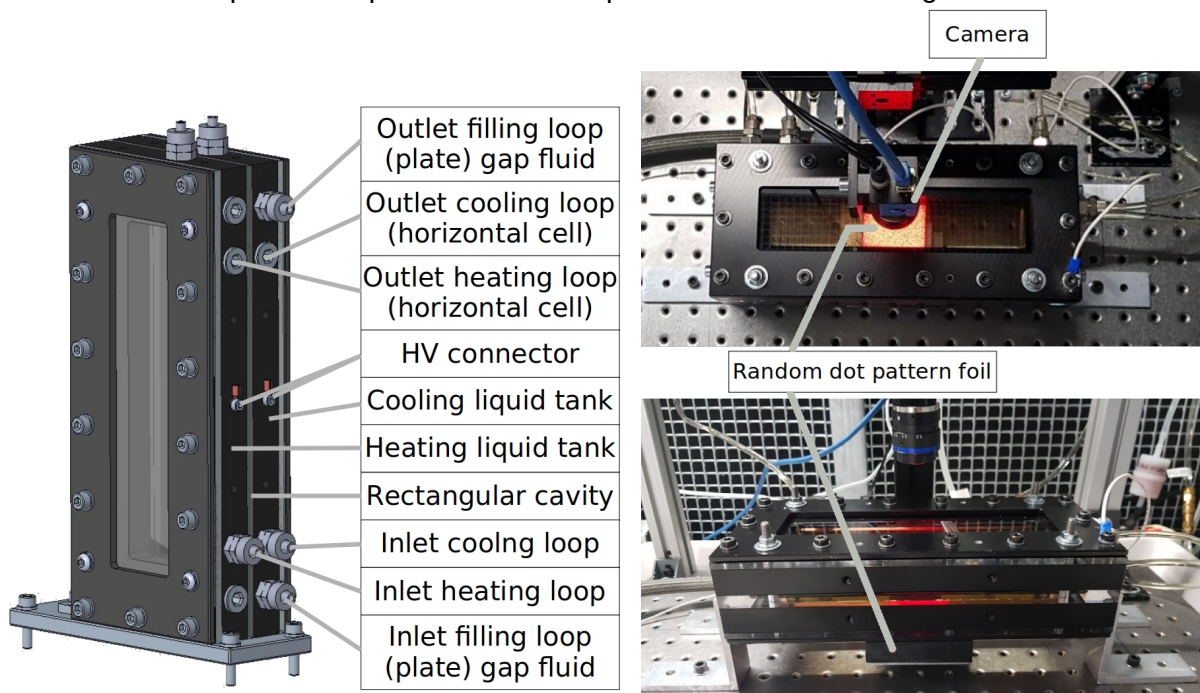 Camera
Outlet filling loop
(plate) gap fluid
Outlet cooling loop
(horizontal cell)
Outlet heating loop
(horizontal cell)
HV connector
Cooling liquid tank
Heating liquid tank
Rectangular cavity
Inlet coolng loop
Inlet heating loop
Inlet filling loop
(plate) gap fluid
Random dot pattern foil